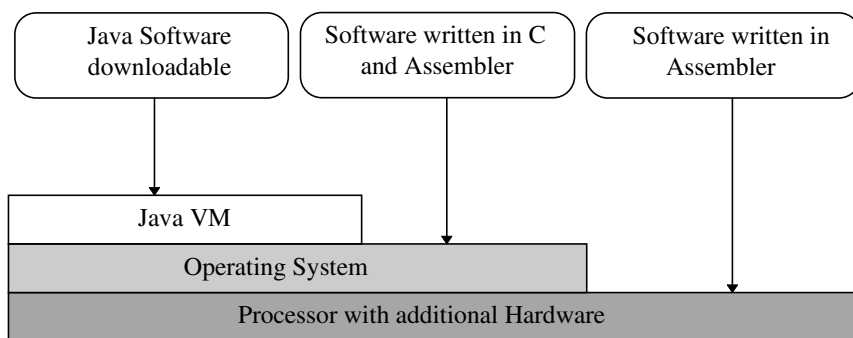 Java Software
downloadable
Software written in C
and Assembler
Software written in
Assembler
Java VM
Operating System
Processor with additional Hardware